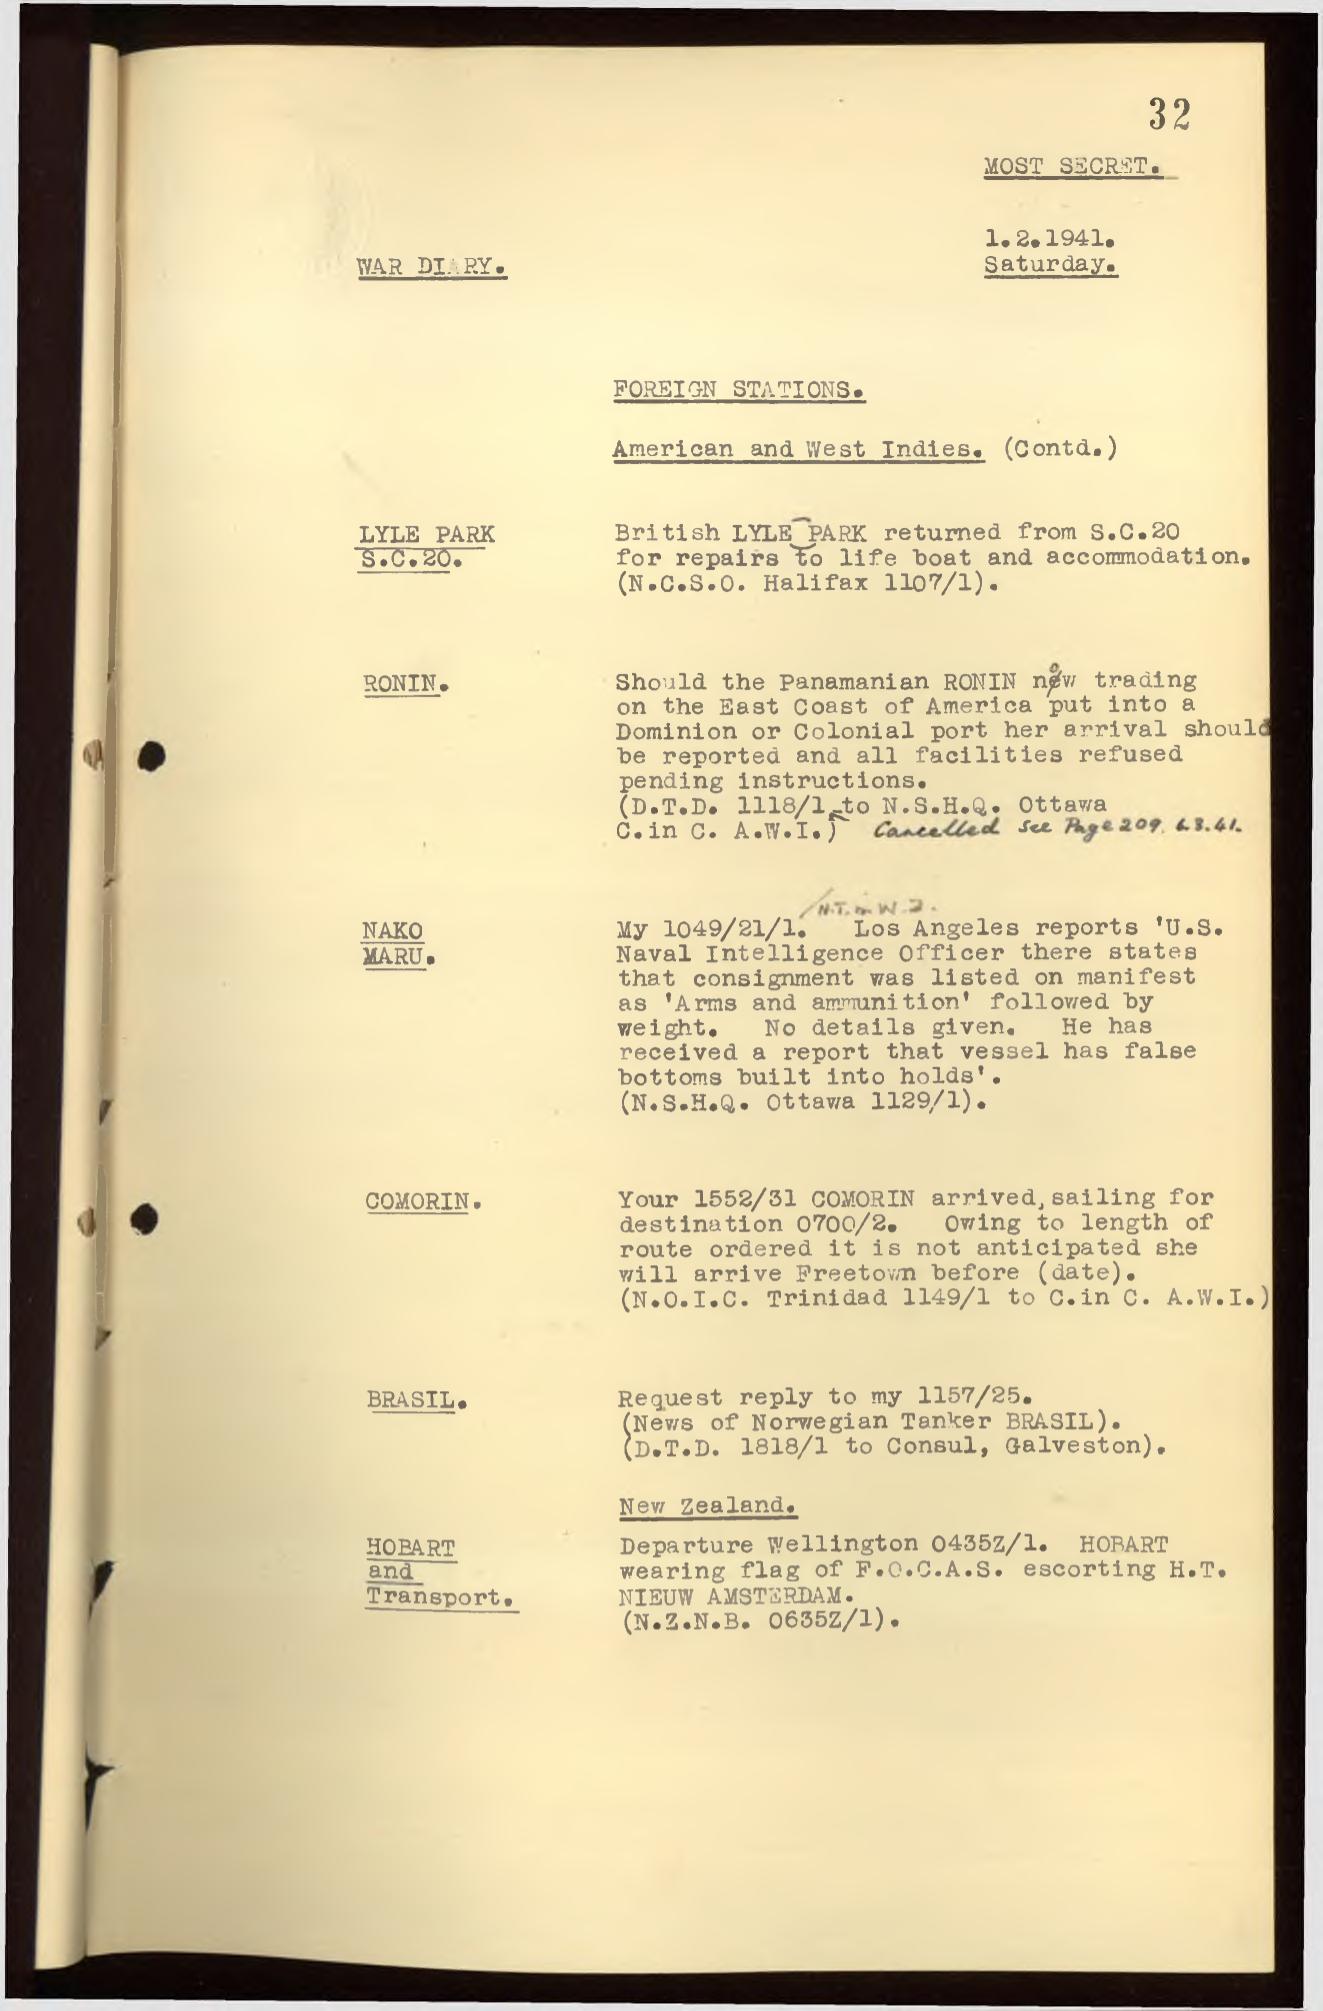 32
MOST SECRET.
1.2.1941.
Saturday.
WAR DIARY.
FOREIGN STATIONS.
American and West Indies. (Contd.)
LYLE PARK
S.C.20.
British LYLE PARK returned from S.C.20
for repairs to life boat and accommodation.
(N.C.S.O. Halifax 1107/1).
RONIN.
Should the Panamanian RONIN now trading
on the East Coast of America put into a
Dominion or Colonial port her arrival should
be reported and all facilities refused
pending instructions.
(D.T.D. 1118/1 to N.S.H.Q. Ottawa
C.in C. A.W.I.) Cancelled See Page 209.
NAKO
MARU.
N.T. in W.D.
My 1049/21/1. Los Angeles reports 'U.S.
Naval Intelligence Officer there states
that consignment was listed on manifest
as 'Arms and ammunition' followed by
weight. No details given. He has
received a report that vessel has false
bottoms built into holds'.
(N.S.H.Q. Ottawa 1129/1).
COMORIN.
Your 1552/31 COMORIN arrived, sailing for
destination 0700/2. Owing to length of
route ordered it is not anticipated she
will arrive Freetown before (date).
(N.O.I.C. Trinidad 1149/1 to C.in C. A.W.I.)
BRASIL.
Request reply to my 1157/25.
(News of Norwegian Tanker BRASIL).
(D.T.D. 1818/1 to Consul, Galveston).
New Zealand.
HOBART
and
Transport.
Departure Wellington 0435Z/1. HOBART
wearing flag of F.O.C.A.S. escorting H.T.
NIEUW AMSTERDAM.
(N.Z.N.B. 0635Z/1).